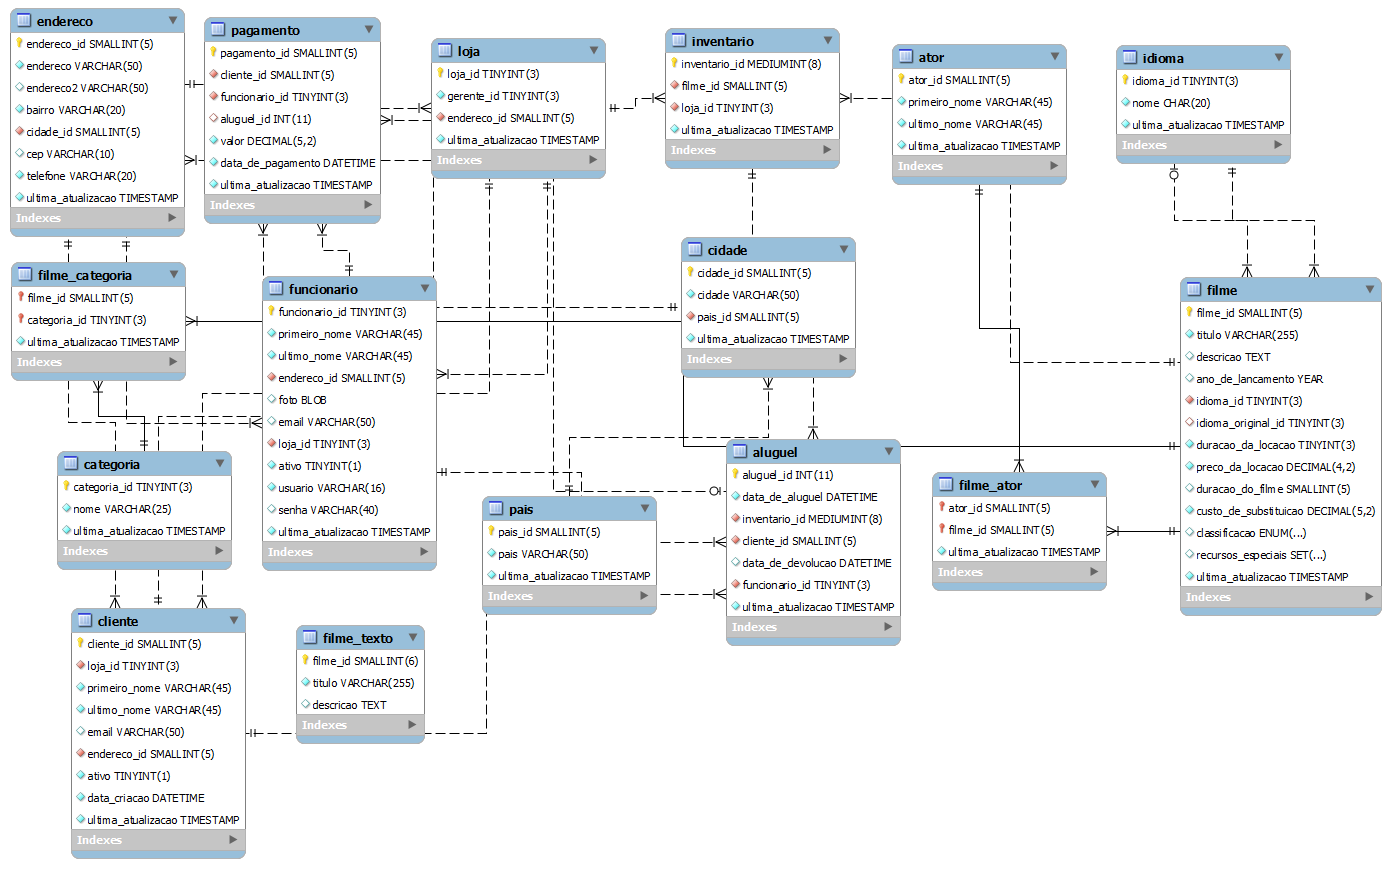 endereco
endereco_id SMALLINT(5)
endereco VARCHAR(50)
endereco2 VARCHAR(50)
bairro VARCHAR(20)
cidade_id SMALLINT(5)
cep VARCHAR(10)
telefone VARCHAR(20)
ultima_atualizacao TIMESTAMP
Indexes
pagamento
pagamento_id SMALLINT(5)
cliente_id SMALLINT(5)
funcionario_id TINYINT(3)
aluguel_id INT(11)
valor DECIMAL(5,2)
data_de_pagamento DATETIME
ultima_atualizacao TIMESTAMP
Indexes
loja
loja_id TINYINT(3)
gerente_id TINYINT(3)
endereco_id SMALLINT(5)
ultima_atualizacao TIMESTAMP
Indexes
inventario
inventario_id MEDIUMINT(8)
filme_id SMALLINT(5)
loja_id TINYINT(3)
ultima_atualizacao TIMESTAMP
Indexes
ator
ator_id SMALLINT(5)
primeiro_nome VARCHAR(45)
ultimo_nome VARCHAR(45)
ultima_atualizacao TIMESTAMP
Indexes
idioma
idioma_id TINYINT(3)
nome CHAR(20)
ultima_atualizacao TIMESTAMP
Indexes
filme_categoria
filme_id SMALLINT(5)
categoria_id TINYINT(3)
ultima_atualizacao TIMESTAMP
Indexes
funcionario
funcionario_id TINYINT(3)
primeiro_nome VARCHAR(45)
ultimo_nome VARCHAR(45)
endereco_id SMALLINT(5)
foto BLOB
email VARCHAR(50)
loja_id TINYINT(3)
ativo TINYINT(1)
usuario VARCHAR(16)
senha VARCHAR(40)
ultima_atualizacao TIMESTAMP
Indexes
cidade
cidade_id SMALLINT(5)
cidade VARCHAR(50)
pais_id SMALLINT(5)
ultima_atualizacao TIMESTAMP
Indexes
filme
filme_id SMALLINT(5)
titulo VARCHAR(255)
descricao TEXT
ano_de_lancamento YEAR
idioma_id TINYINT(3)
idioma_original_id TINYINT(3)
duracao_da_locacao TINYINT(3)
preco_da_locacao DECIMAL(4,2)
duracao_do_filme SMALLINT(5)
custo_de_substituicao DECIMAL(5,2)
classificacao ENUM(...)
recursos_especiais SET(...)
ultima_atualizacao TIMESTAMP
Indexes
categoria
categoria_id TINYINT(3)
nome VARCHAR(25)
ultima_atualizacao TIMESTAMP
Indexes
pais
pais_id SMALLINT(5)
pais VARCHAR(50)
ultima_atualizacao TIMESTAMP
Indexes
aluguel
aluguel_id INT(11)
data_de_aluguel DATETIME
inventario_id MEDIUMINT(8)
cliente_id SMALLINT(5)
data_de_devolucao DATETIME
funcionario_id TINYINT(3)
ultima_atualizacao TIMESTAMP
Indexes
filme_ator
ator_id SMALLINT(5)
filme_id SMALLINT(5)
ultima_atualizacao TIMESTAMP
Indexes
cliente
cliente_id SMALLINT(5)
loja_id TINYINT(3)
primeiro_nome VARCHAR(45)
ultimo_nome VARCHAR(45)
email VARCHAR(50)
endereco_id SMALLINT(5)
ativo TINYINT(1)
data_criacao DATETIME
ultima_atualizacao TIMESTAMP
Indexes
filme_texto
filme_id SMALLINT(6)
titulo VARCHAR(255)
descricao TEXT
Indexes